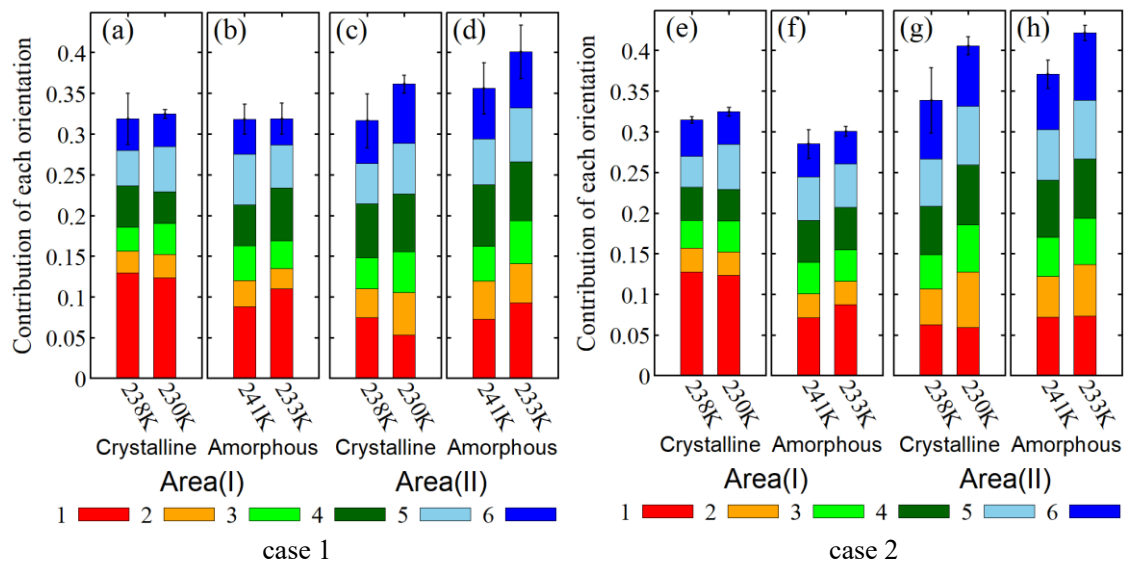 (a) (b) (c) (d)
Contribution of each orientation
0.4
0.35
0.3
0.25
0.2
0.15
0.1
0.05
0
238K 230K 241K 233K 238K 230K 241K 233K
Crystalline Amorphous Crystalline Amorphous
Area(I) Area(II)
1 2 3 4 5 6
case 1
(e) (f) (g) (h)
Contribution of each orientation
0.4
0.35
0.3
0.25
0.2
0.15
0.1
0.05
0
238K 230K 241K 233K 238K 230K 241K 233K
Crystalline Amorphous Crystalline Amorphous
Area(I) Area(II)
1 2 3 4 5 6
case 2